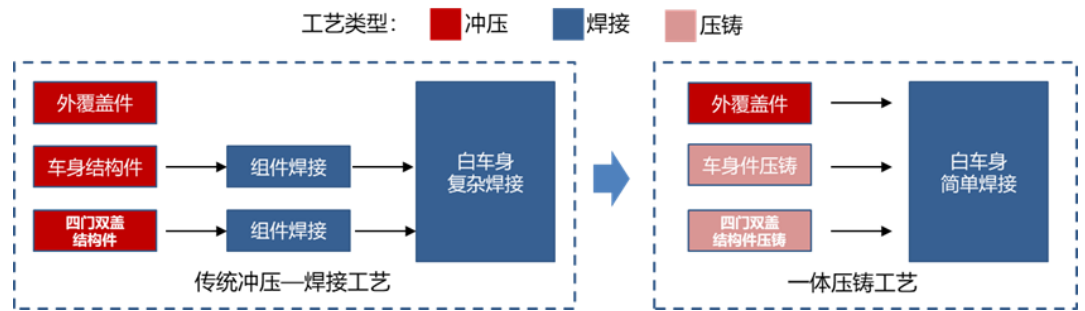 工艺类型：
冲压
焊接
压铸
外覆盖件
车身结构件
组件焊接
四门双盖
结构件
组件焊接
白车身
复杂焊接
传统冲压—焊接工艺
外覆盖件
车身件压铸
四门双盖
结构件压铸
白车身
简单焊接
一体压铸工艺